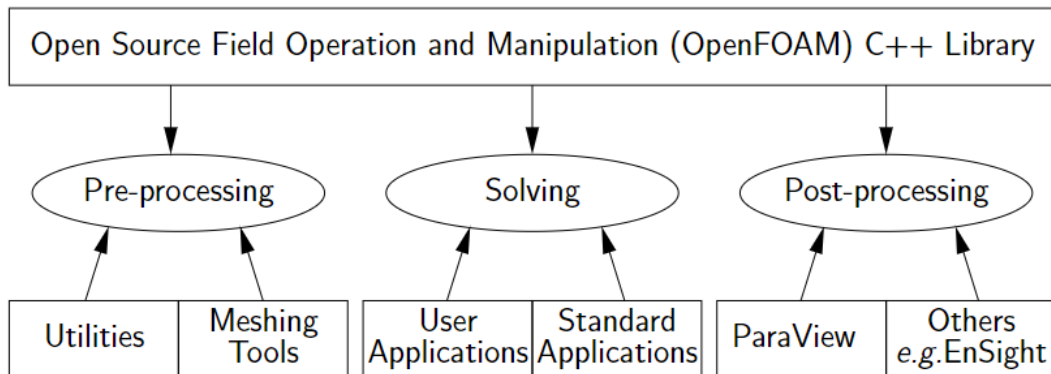 Open Source Field Operation and Manipulation (OpenFOAM) C++ Library
Pre-processing
Solving
Post-processing
Utilities
Meshing
Tools
User
Applications
Standard
Applications
ParaView
Others
e.g.EnSight